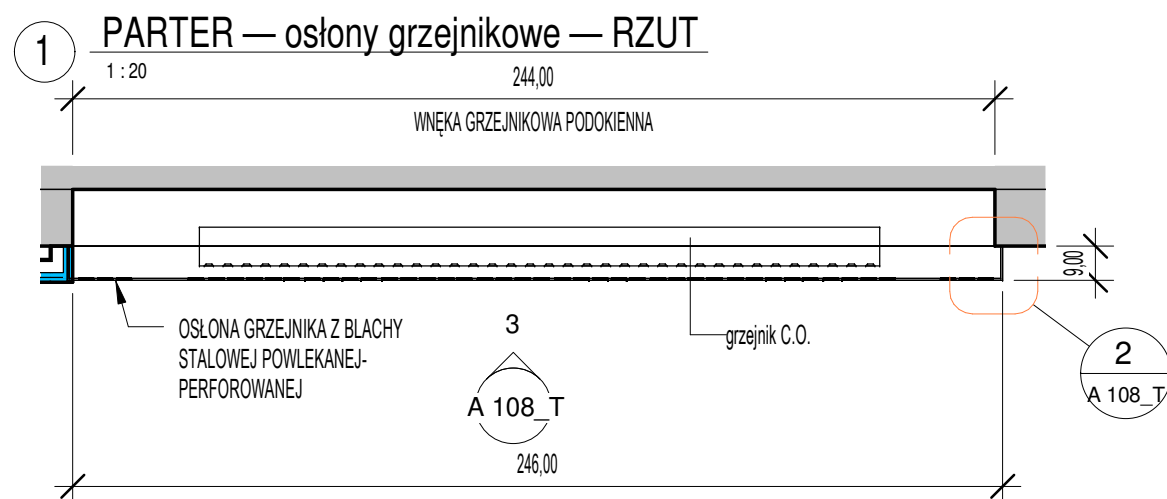 1
PARTER — osłony grzejnikowe — RZUT
1 : 20
244,00
WNĘKA GRZEJNIKOWA PODOKIENNA
9,00
OSŁONA GRZEJNIKA Z BLACHY
STALOWEJ POWLEKANEJ-
PERFOROWANEJ
3
A 108_T
grzejnik C.O.
2
A 108_T
246,00